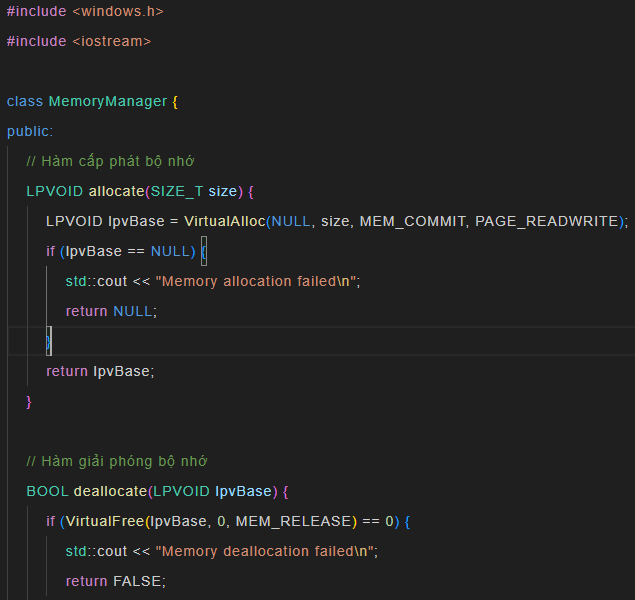 #include <windows.h>
#include <iostream>
class MemoryManager {
public:
// Hàm cấp phát bộ nhớ
LPVOID allocate(SIZE_T size) {
LPVOID lpvBase = VirtualAlloc(NULL, size, MEM_COMMIT, PAGE_READWRITE);
if (lpvBase == NULL) {
std::cout << "Memory allocation failed\n";
return NULL;
}
return lpvBase;
}
// Hàm giải phóng bộ nhớ
BOOL deallocate(LPVOID lpvBase) {
if (VirtualFree(lpvBase, 0, MEM_RELEASE) == 0) {
std::cout << "Memory deallocation failed\n";
return FALSE;